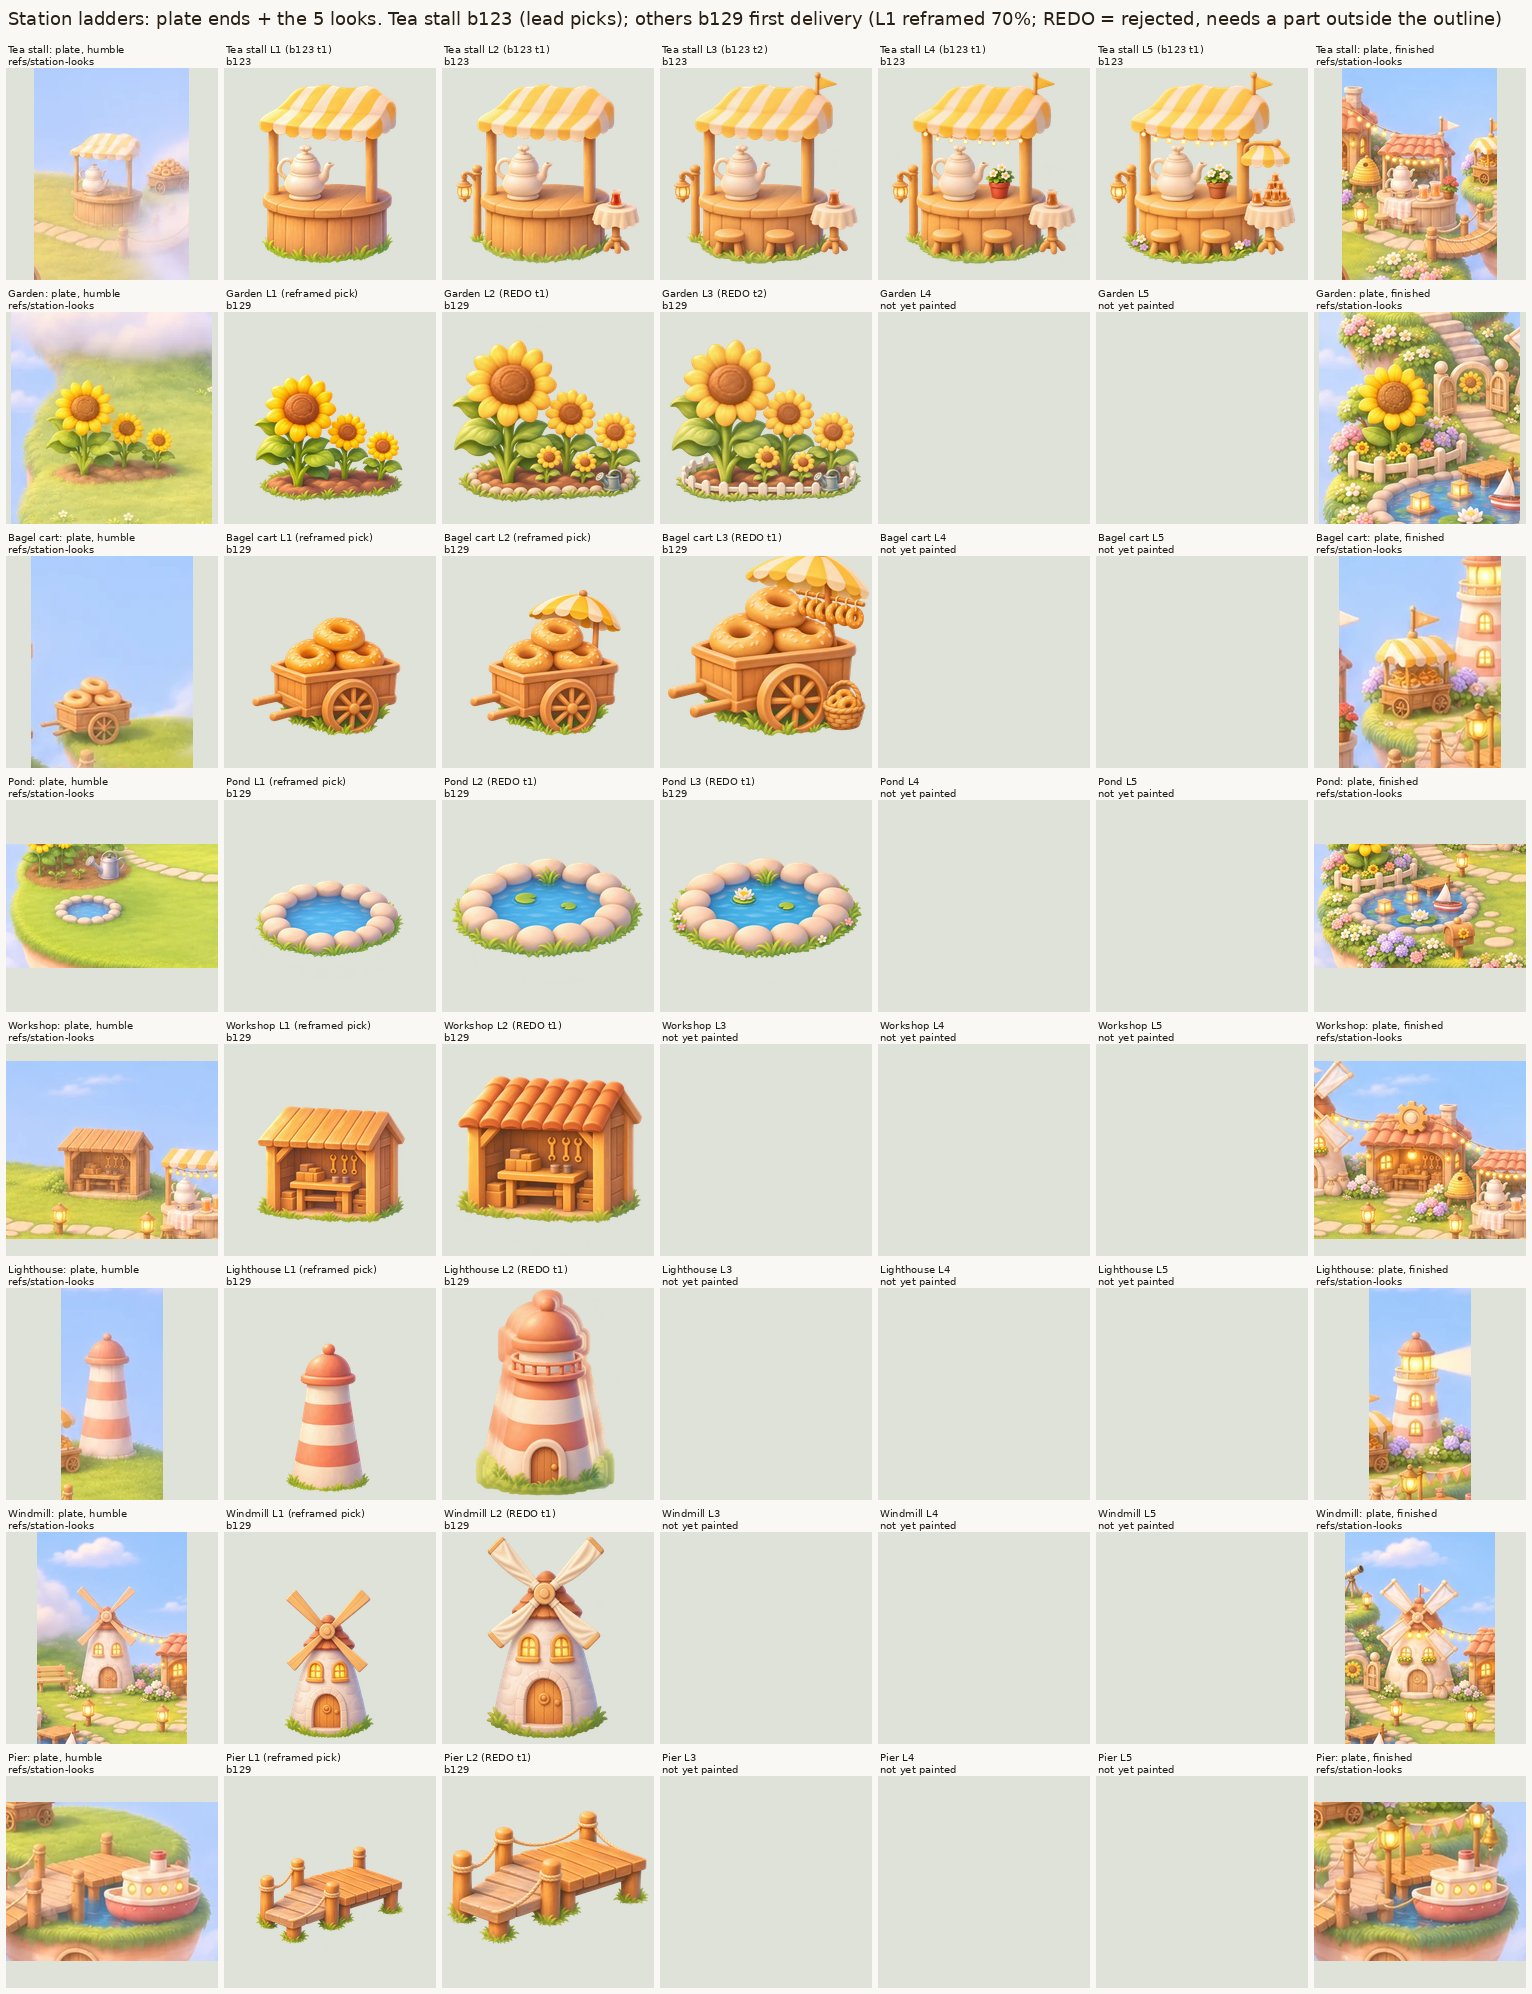 Station ladders: plate ends + the 5 looks. Tea stall b123 (lead picks); others b129 first delivery (L1 reframed 70%; REDO = rejected, needs a part outside the outline)
Tea stall: plate, humble
refs/station-looks
Tea stall L1 (b123 t1)
b123
Tea stall L2 (b123 t1)
b123
Tea stall L3 (b123 t2)
b123
Tea stall L4 (b123 t1)
b123
Tea stall L5 (b123 t1)
b123
Tea stall: plate, finished
refs/station-looks
Garden: plate, humble
refs/station-looks
Garden L1 (reframed pick)
b129
Garden L2 (REDO t1)
b129
Garden L3 (REDO t2)
b129
Garden L4
not yet painted
Garden L5
not yet painted
Garden: plate, finished
refs/station-looks
Bagel cart: plate, humble
refs/station-looks
Bagel cart L1 (reframed pick)
b129
Bagel cart L2 (reframed pick)
b129
Bagel cart L3 (REDO t1)
b129
Bagel cart L4
not yet painted
Bagel cart L5
not yet painted
Bagel cart: plate, finished
refs/station-looks
Pond: plate, humble
refs/station-looks
Pond L1 (reframed pick)
b129
Pond L2 (REDO t1)
b129
Pond L3 (REDO t1)
b129
Pond L4
not yet painted
Pond L5
not yet painted
Pond: plate, finished
refs/station-looks
Workshop: plate, humble
refs/station-looks
Workshop L1 (reframed pick)
b129
Workshop L2 (REDO t1)
b129
Workshop L3
not yet painted
Workshop L4
not yet painted
Workshop L5
not yet painted
Workshop: plate, finished
refs/station-looks
Lighthouse: plate, humble
refs/station-looks
Lighthouse L1 (reframed pick)
b129
Lighthouse L2 (REDO t1)
b129
Lighthouse L3
not yet painted
Lighthouse L4
not yet painted
Lighthouse L5
not yet painted
Lighthouse: plate, finished
refs/station-looks
Windmill: plate, humble
refs/station-looks
Windmill L1 (reframed pick)
b129
Windmill L2 (REDO t1)
b129
Windmill L3
not yet painted
Windmill L4
not yet painted
Windmill L5
not yet painted
Windmill: plate, finished
refs/station-looks
Pier: plate, humble
refs/station-looks
Pier L1 (reframed pick)
b129
Pier L2 (REDO t1)
b129
Pier L3
not yet painted
Pier L4
not yet painted
Pier L5
not yet painted
Pier: plate, finished
refs/station-looks